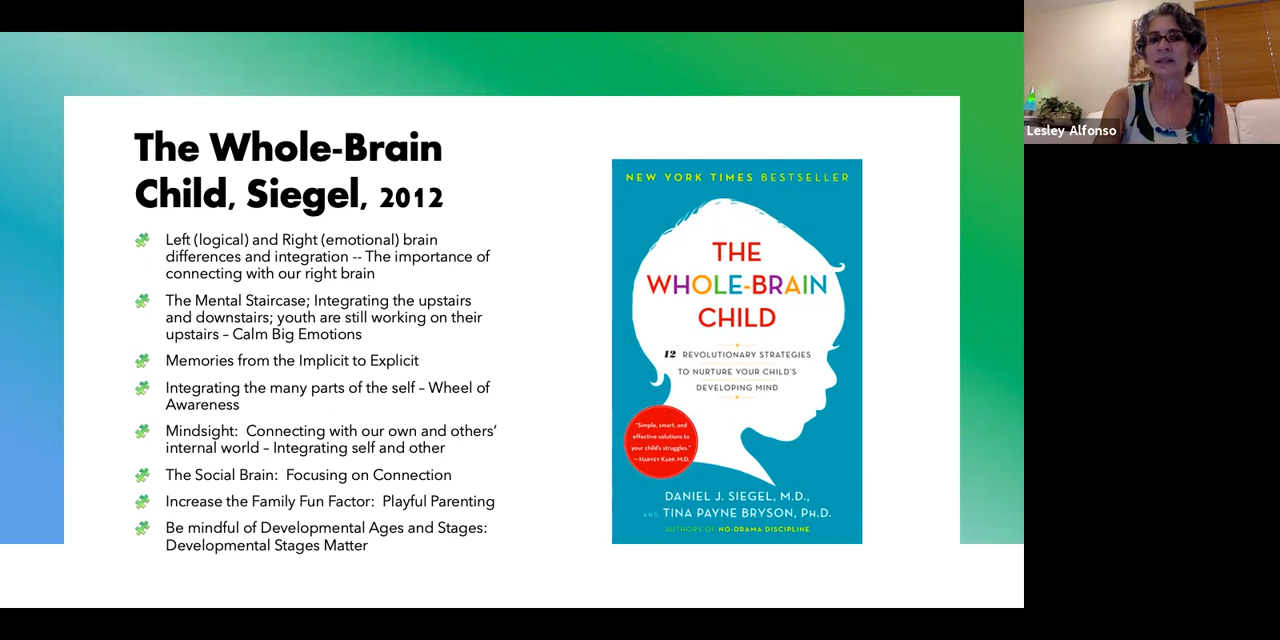 The Whole-Brain
Child, Siegel, 2012
Left (logical) and Right (emotional) brain
differences and integration -- The importance of
connecting with our right brain
The Mental Staircase; Integrating the upstairs
and downstairs; youth are still working on their
upstairs – Calm Big Emotions
Memories from the Implicit to Explicit
Integrating the many parts of the self – Wheel of
Awareness
Mindsight:  Connecting with our own and others'
internal world – Integrating self and other
The Social Brain:  Focusing on Connection
Increase the Family Fun Factor:  Playful Parenting
Be mindful of Developmental Ages and Stages:
Developmental Stages Matter
NEW YORK TIMES BESTSELLER
THE
WHOLE-BRAIN
CHILD
12 REVOLUTIONARY STRATEGIES
TO NURTURE YOUR CHILD'S
DEVELOPING MIND
"Simple, smart, and
effective solutions to
your child's struggles."
—HARVEY KARP, M.D.
DANIEL J. SIEGEL, M.D.,
AND TINA PAYNE BRYSON, PH.D.
AUTHORS OF NO-DRAMA DISCIPLINE
Lesley Alfonso